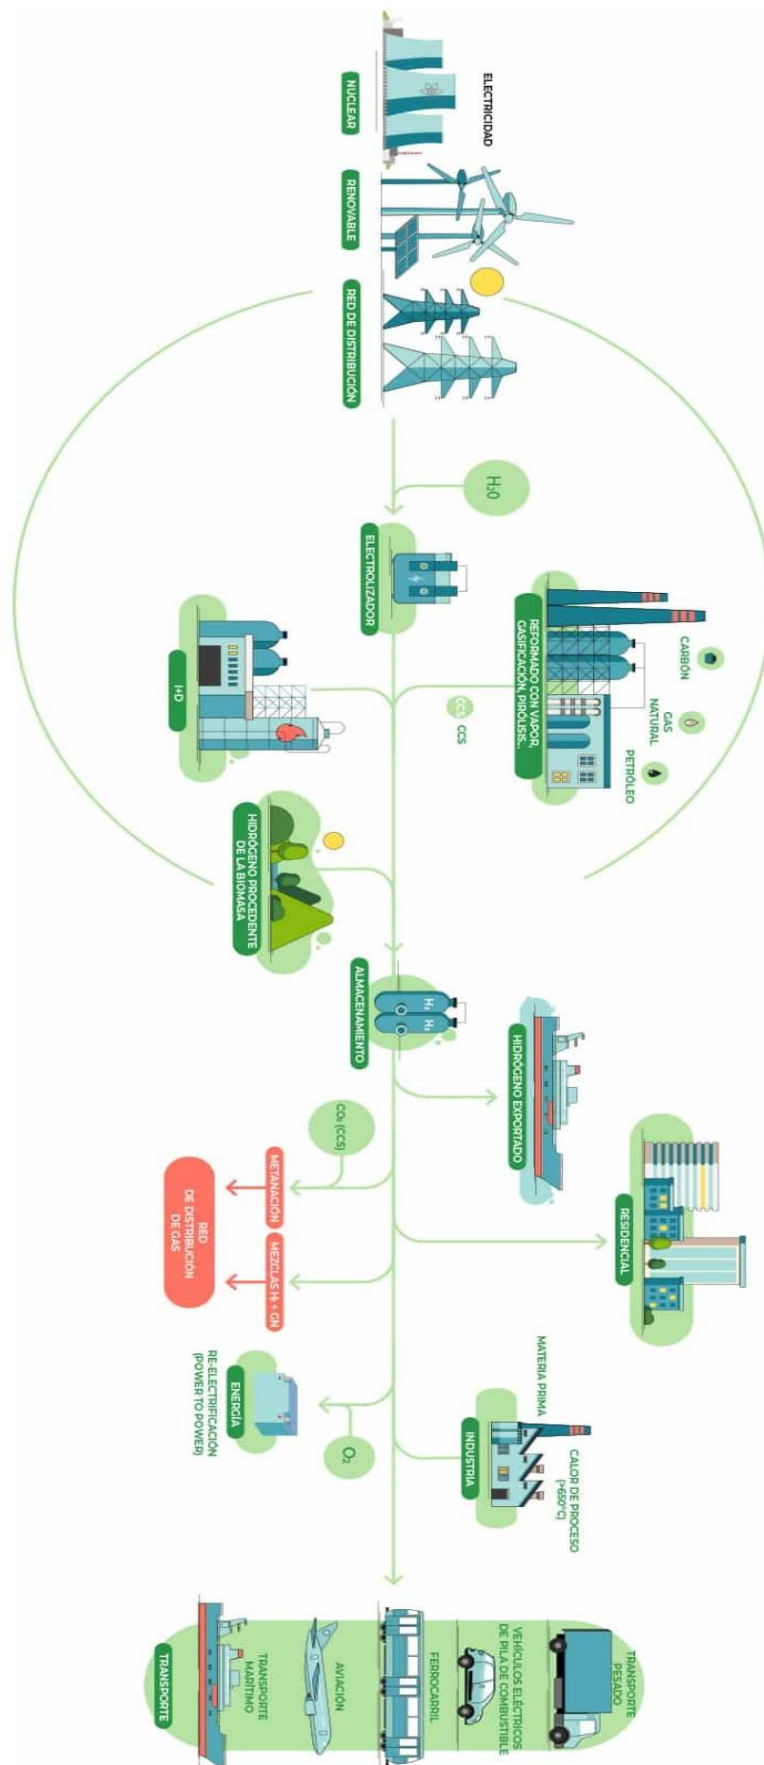 ELECTRICIDAD
NUCLEAR
RENOVABLE
RED DE DISTRIBUCIÓN
H₂0
ELECTROLIZADOR
CARBÓN
GAS
NATURAL
PETRÓLEO
REFORMADO CON VAPOR,
GASIFICACIÓN, PIRÓLISIS...
CCS
CCS
I+D
HIDRÓGENO PROCEDENTE
DE LA BIOMASA
H₂
H₂
ALMACENAMIENTO
HIDRÓGENO EXPORTADO
RESIDENCIAL
CO₂ (CCS)
METANACIÓN
MEZCLAS H₂ + GN
RED
DE DISTRIBUCIÓN
DE GAS
MATERIA PRIMA
CALOR DE PROCESO
(>650°C)
INDUSTRIA
O₂
ENERGÍA
RE-ELECTRIFICACIÓN
(POWER TO POWER)
TRANSPORTE
PESADO
VEHÍCULOS ELÉCTRICOS
DE PILA DE COMBUSTIBLE
FERROCARRIL
AVIACIÓN
TRANSPORTE
MARÍTIMO
TRANSPORTE